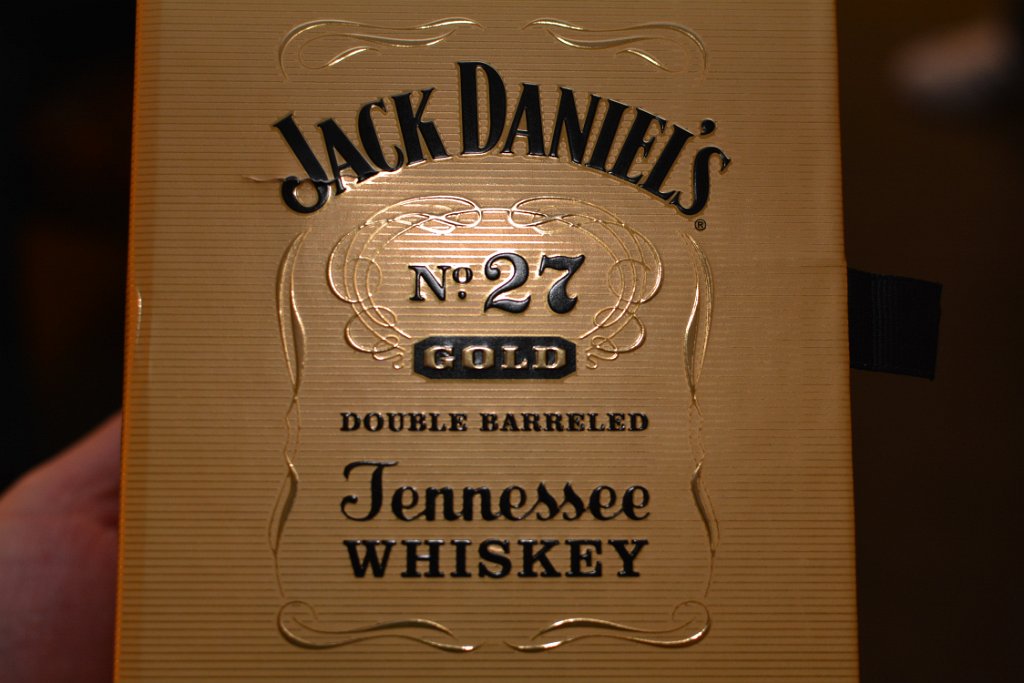 JACK DANIEL'S®
Nº 27
GOLD
DOUBLE BARRELED
Tennessee
WHISKEY